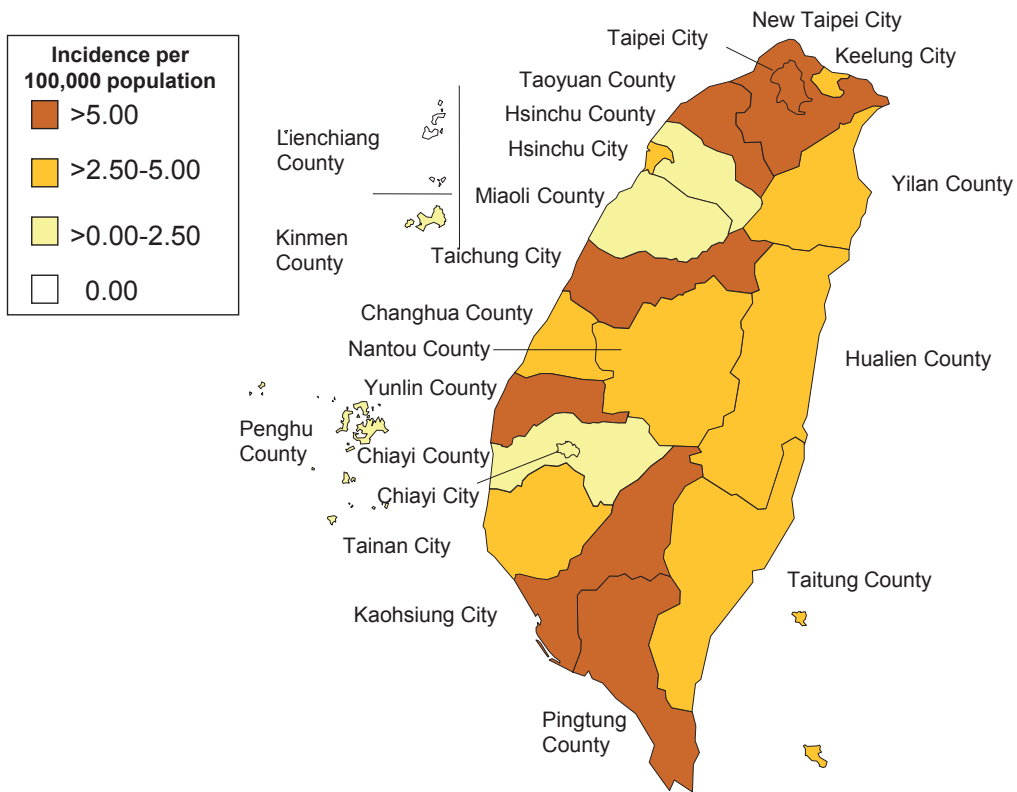 Incidence per
100,000 population
>5.00
>2.50-5.00
>0.00-2.50
0.00
New Taipei City
Taipei City
Keelung City
Taoyuan County
Hsinchu County
Lienchiang
County
Hsinchu City
Yilan County
Miaoli County
Kinmen
County
Taichung City
Changhua County
Nantou County
Hualien County
Yunlin County
Penghu
County
Chiayi County
Chiayi City
Tainan City
Taitung County
Kaohsiung City
Pingtung
County